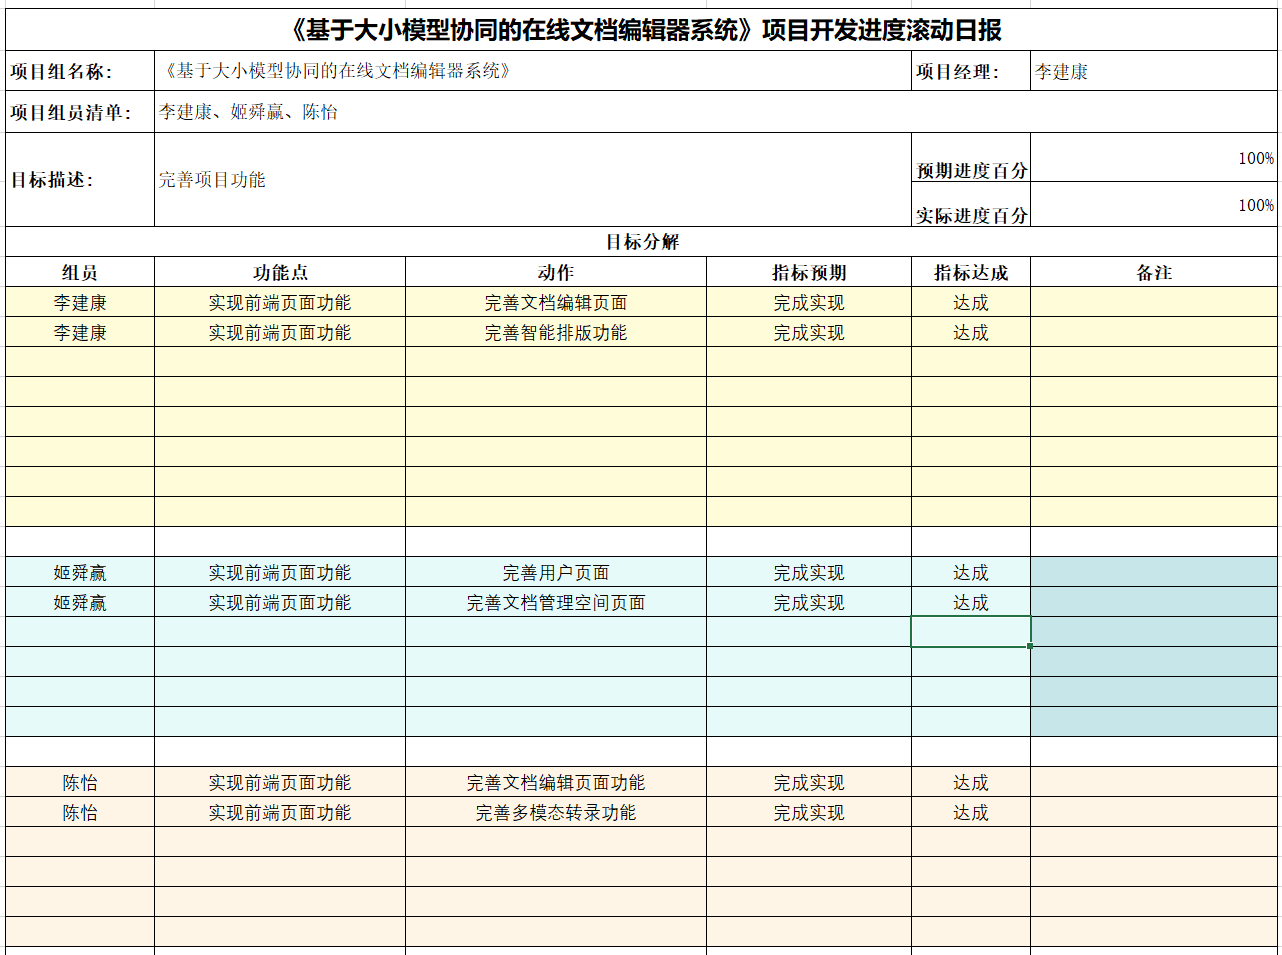 《基于大小模型协同的在线文档编辑器系统》项目开发进度滚动日报
项目组名称: 《基于大小模型协同的在线文档编辑器系统》 项目经理: 李建康
项目组员清单: 李建康、姬舜赢、陈怡
目标描述: 完善项目功能 预期进度百分 100%
实际进度百分 100%
目标分解
组员 功能点 动作 指标预期 指标达成 备注
李建康 实现前端页面功能 完善文档编辑页面 完成实现 达成
李建康 实现前端页面功能 完善智能排版功能 完成实现 达成
姬舜赢 实现前端页面功能 完善用户页面 完成实现 达成
姬舜赢 实现前端页面功能 完善文档管理空间页面 完成实现 达成
陈怡 实现前端页面功能 完善文档编辑页面功能 完成实现 达成
陈怡 实现前端页面功能 完善多模态转录功能 完成实现 达成